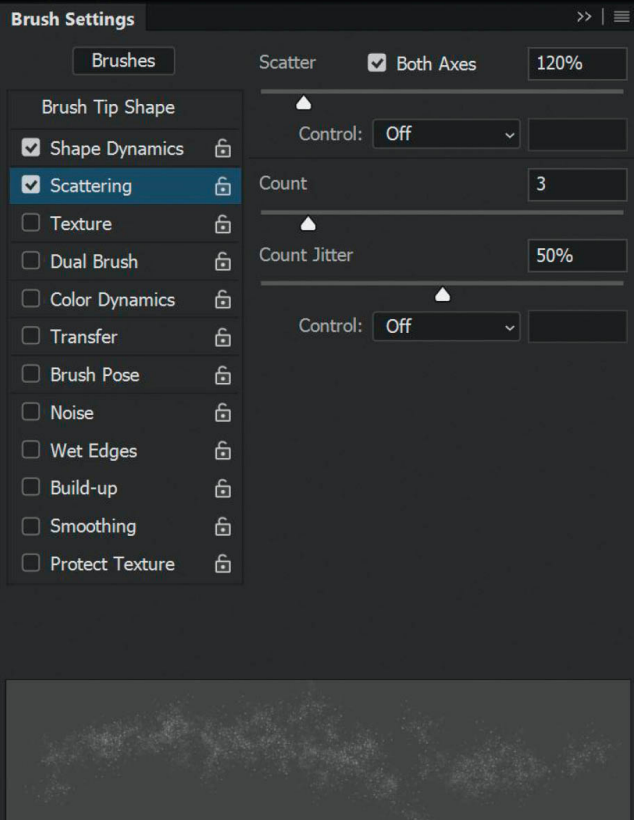 Brush Settings
Brushes
Brush Tip Shape
Shape Dynamics
Scattering
Texture
Dual Brush
Color Dynamics
Transfer
Brush Pose
Noise
Wet Edges
Build-up
Smoothing
Protect Texture
Scatter
Both Axes
120%
Control: Off
Count
3
Count Jitter
50%
Control: Off